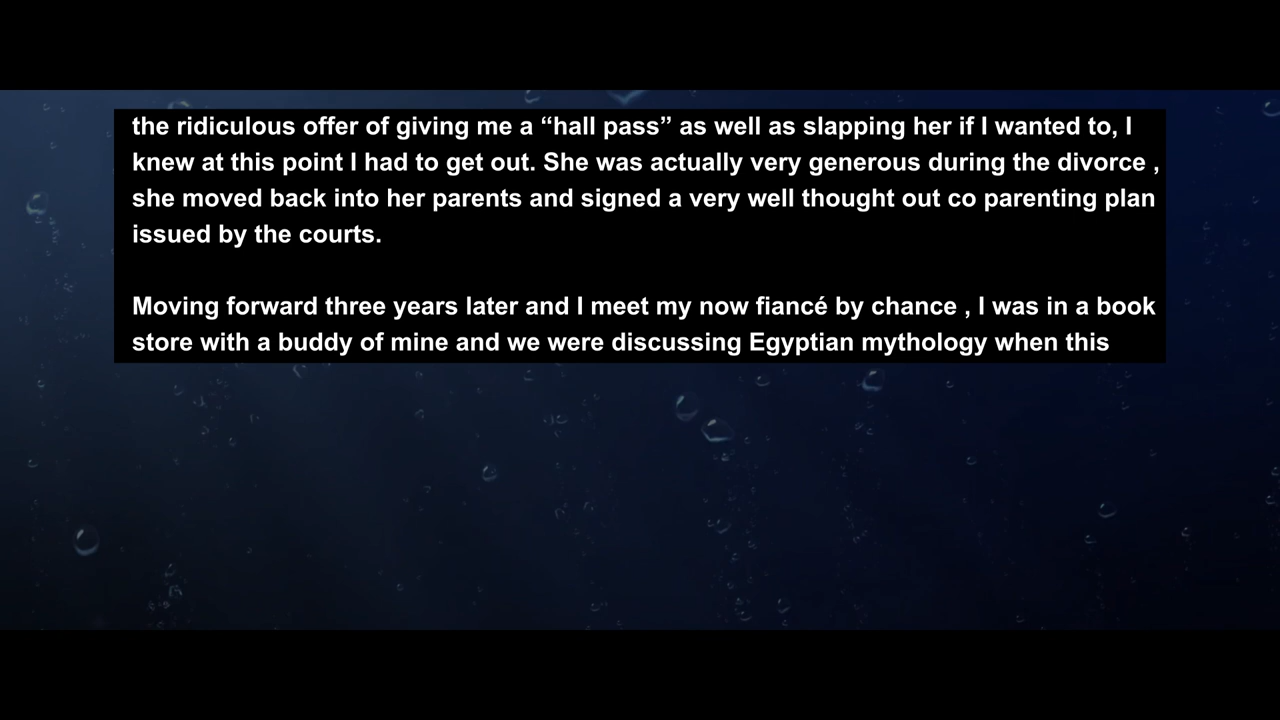 the ridiculous offer of giving me a “hall pass” as well as slapping her if I wanted to, I
knew at this point I had to get out. She was actually very generous during the divorce ,
she moved back into her parents and signed a very well thought out co parenting plan
issued by the courts.
Moving forward three years later and I meet my now fiancé by chance , I was in a book
store with a buddy of mine and we were discussing Egyptian mythology when this